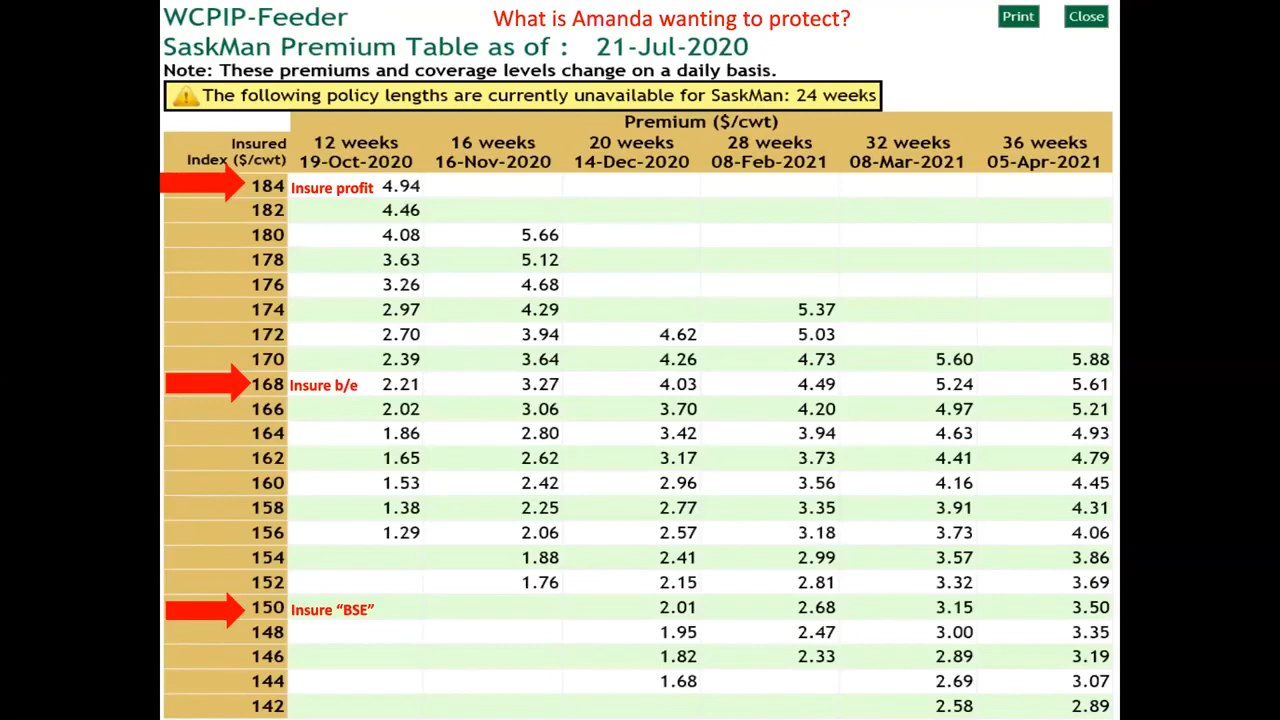 WCPIP-Feeder
What is Amanda wanting to protect?
Print
Close
SaskMan Premium Table as of : 21-Jul-2020
Note: These premiums and coverage levels change on a daily basis.
The following policy lengths are currently unavailable for SaskMan: 24 weeks
Premium ($/cwt)
Insured 12 weeks 16 weeks 20 weeks 28 weeks 32 weeks 36 weeks
Index ($/cwt) 19-Oct-2020 16-Nov-2020 14-Dec-2020 08-Feb-2021 08-Mar-2021 05-Apr-2021
184 Insure profit 4.94
182 4.46
180 4.08 5.66
178 3.63 5.12
176 3.26 4.68
174 2.97 4.29 5.37
172 2.70 3.94 4.62 5.03
170 2.39 3.64 4.26 4.73 5.60 5.88
168 Insure b/e 2.21 3.27 4.03 4.49 5.24 5.61
166 2.02 3.06 3.70 4.20 4.97 5.21
164 1.86 2.80 3.42 3.94 4.63 4.93
162 1.65 2.62 3.17 3.73 4.41 4.79
160 1.53 2.42 2.96 3.56 4.16 4.45
158 1.38 2.25 2.77 3.35 3.91 4.31
156 1.29 2.06 2.57 3.18 3.73 4.06
154 1.88 2.41 2.99 3.57 3.86
152 1.76 2.15 2.81 3.32 3.69
150 Insure “BSE” 2.01 2.68 3.15 3.50
148 1.95 2.47 3.00 3.35
146 1.82 2.33 2.89 3.19
144 1.68 2.69 3.07
142 2.58 2.89